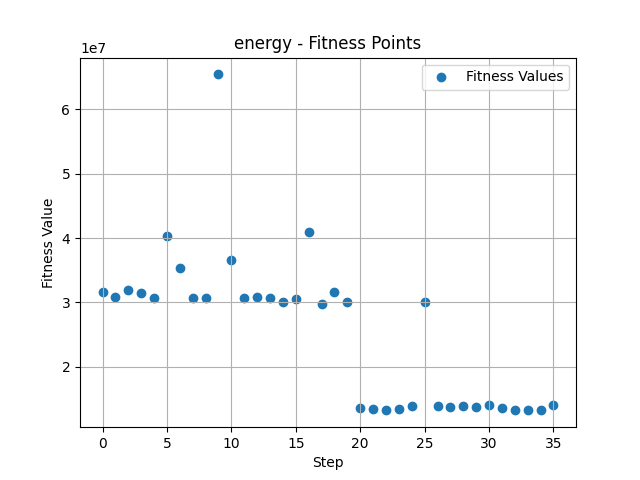 energy - Fitness Points
1e7
Fitness Values
6
5
4
3
2
Fitness Value
0 5 10 15 20 25 30 35
Step